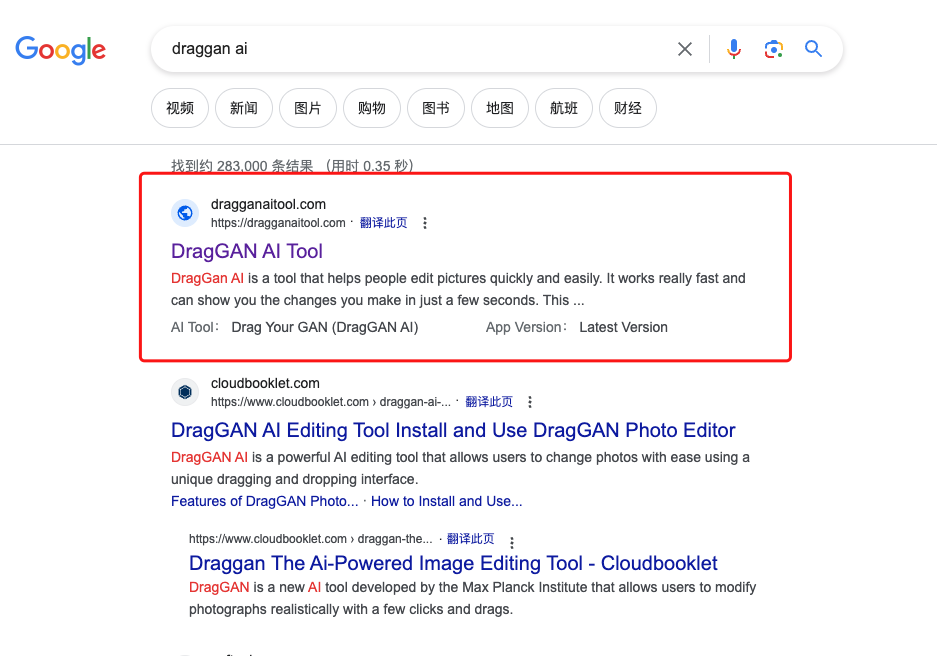 Google
draggan ai
视频 新闻 图片 购物 图书 地图 航班 财经
找到约 283,000 条结果 （用时 0.35 秒）
dragganaitool.com
https://dragganaitool.com · 翻译此页
DragGAN AI Tool
DragGan AI is a tool that helps people edit pictures quickly and easily. It works really fast and
can show you the changes you make in just a few seconds. This ...
AI Tool： Drag Your GAN (DragGAN AI) App Version： Latest Version
cloudbooklet.com
https://www.cloudbooklet.com › draggan-ai-... · 翻译此页
DragGAN AI Editing Tool Install and Use DragGAN Photo Editor
DragGAN AI is a powerful AI editing tool that allows users to change photos with ease using a
unique dragging and dropping interface.
Features of DragGAN Photo... · How to Install and Use...
https://www.cloudbooklet.com › draggan-the... · 翻译此页
Draggan The Ai-Powered Image Editing Tool - Cloudbooklet
DragGAN is a new AI tool developed by the Max Planck Institute that allows users to modify
photographs realistically with a few clicks and drags.